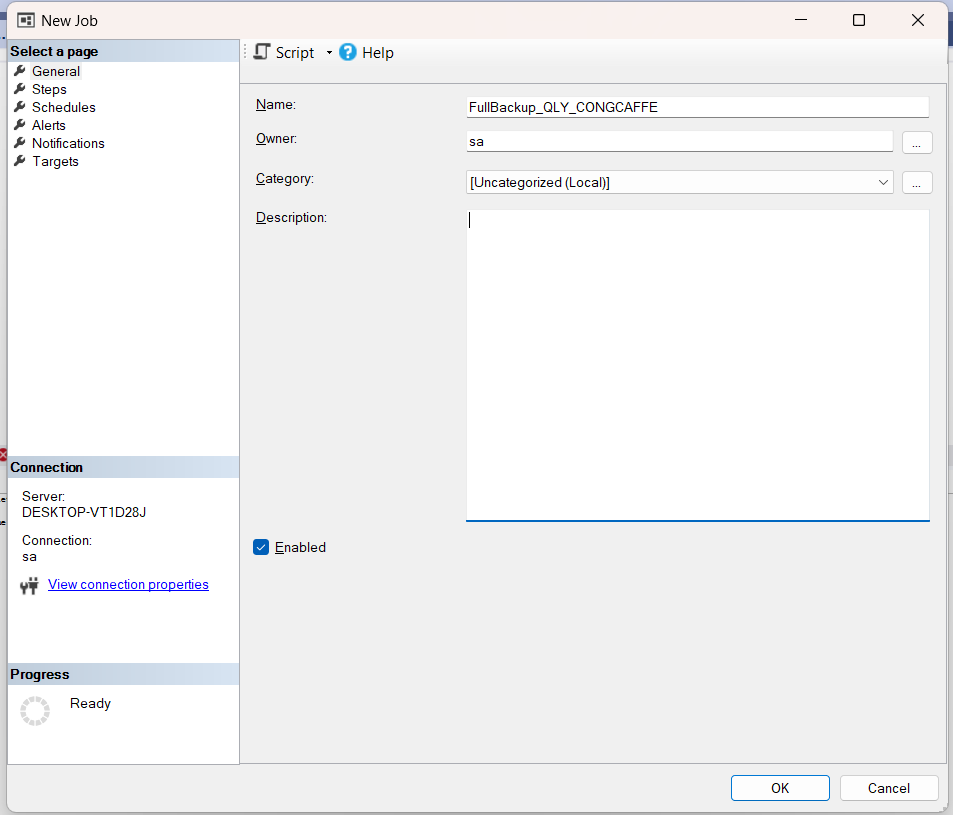 New Job
Select a page
General
Steps
Schedules
Alerts
Notifications
Targets
Script
Help
Name:
FullBackup_QLY_CONGCAFFE
Owner:
sa
...
Category:
[Uncategorized (Local)]
...
Description:
Enabled
Connection
Server:
DESKTOP-VT1D28J
Connection:
sa
View connection properties
Progress
Ready
OK
Cancel